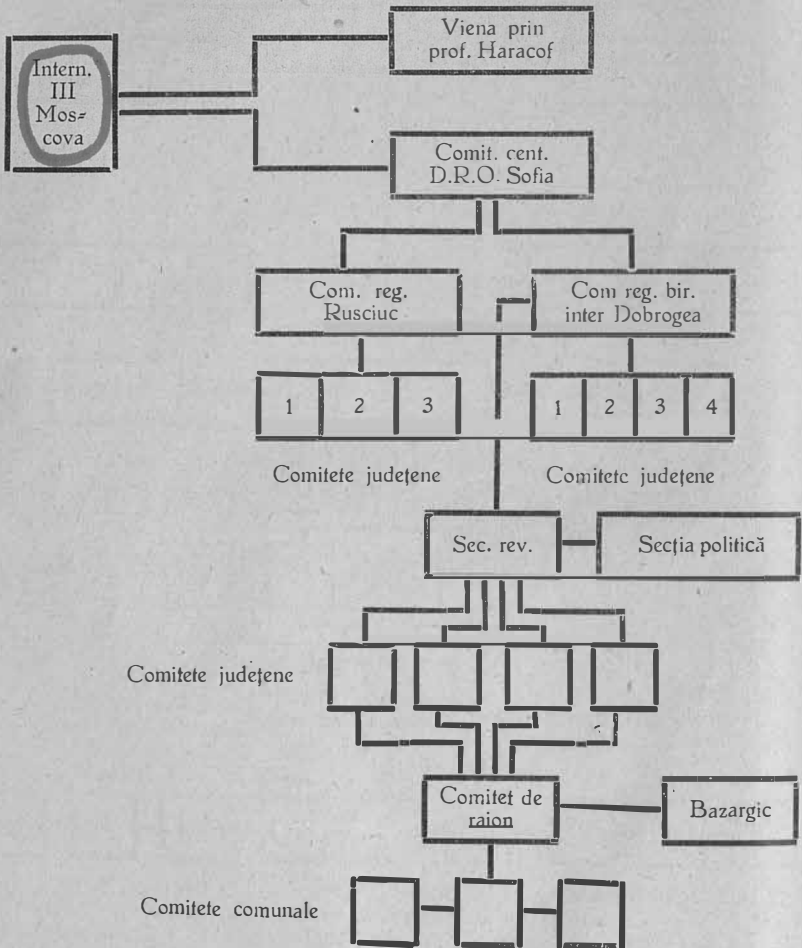 Viena prin
prof. Haracof
Intern.
III
Mos=
cova
Comit. cent.
D.R.O. Sofia
Com. reg.
Rusciuc
Com reg. bir.
inter Dobrogea
1 2 3
1 2 3 4
Comitete județene
Comitetc județene
Sec. rev.
Secția politică
Comitete județene
Comitet de
raion
Bazargic
Comitete comunale